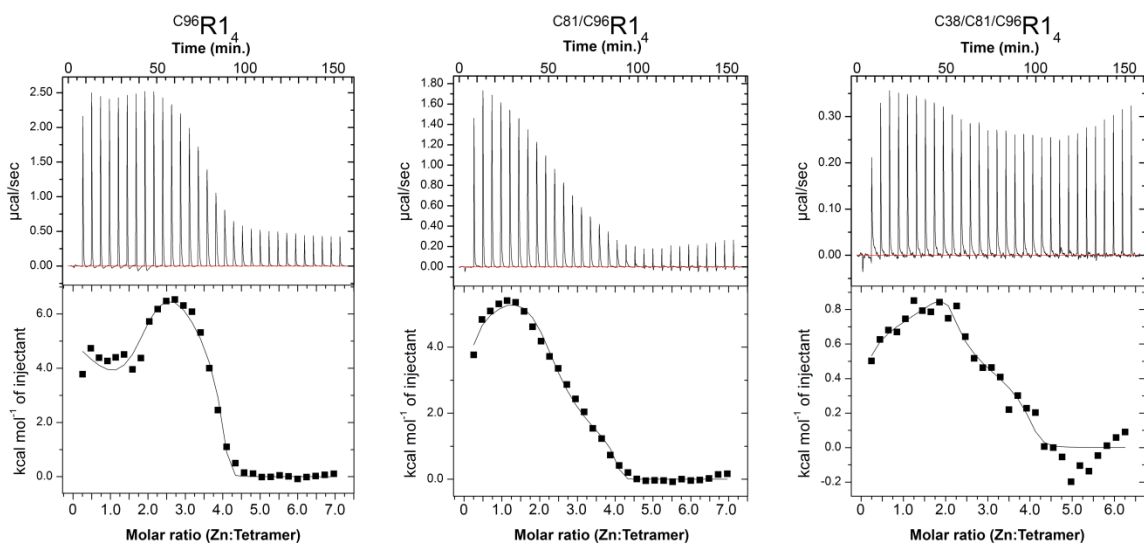 C96R14
Time (min.)
0 50 100 150
2.50
2.00
1.50
1.00
0.50
0.00
µcal/sec
6.0
4.0
2.0
0.0
kcal mol-1 of injectant
0 1.0 2.0 3.0 4.0 5.0 6.0 7.0
Molar ratio (Zn:Tetramer)
C81/C96R14
Time (min.)
0 50 100 150
1.80
1.60
1.40
1.20
1.00
0.80
0.60
0.40
0.20
0.00
µcal/sec
4.0
2.0
0.0
kcal mol-1 of injectant
0 1.0 2.0 3.0 4.0 5.0 6.0 7.0
Molar ratio (Zn:Tetramer)
C38/C81/C96R14
Time (min.)
0 50 100 150
0.30
0.20
0.10
0.00
µcal/sec
0.8
0.6
0.4
0.2
0.0
-0.2
kcal mol-1 of injectant
0 1.0 2.0 3.0 4.0 5.0 6.0
Molar ratio (Zn:Tetramer)